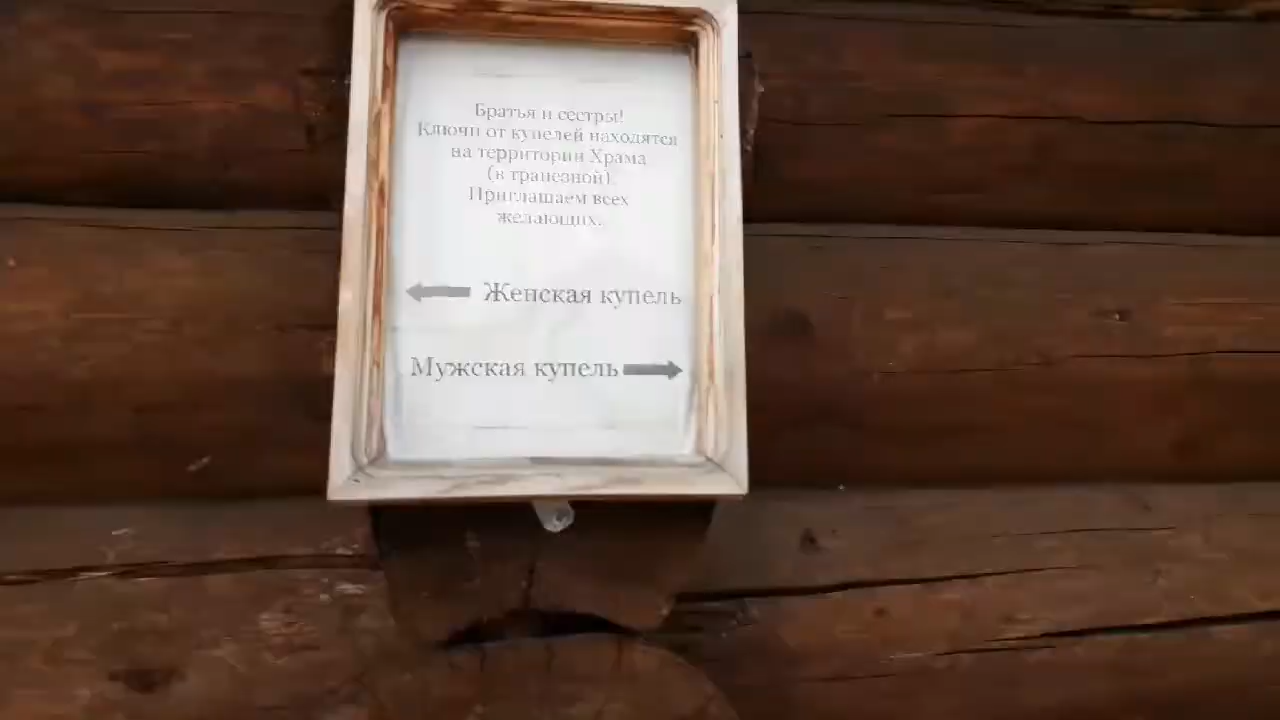 Братья и сестры!
Ключи от купелей находятся
на территории Храма
(в трапезной).
Приглашаем всех
желающих.
Женская купель
Мужская купель